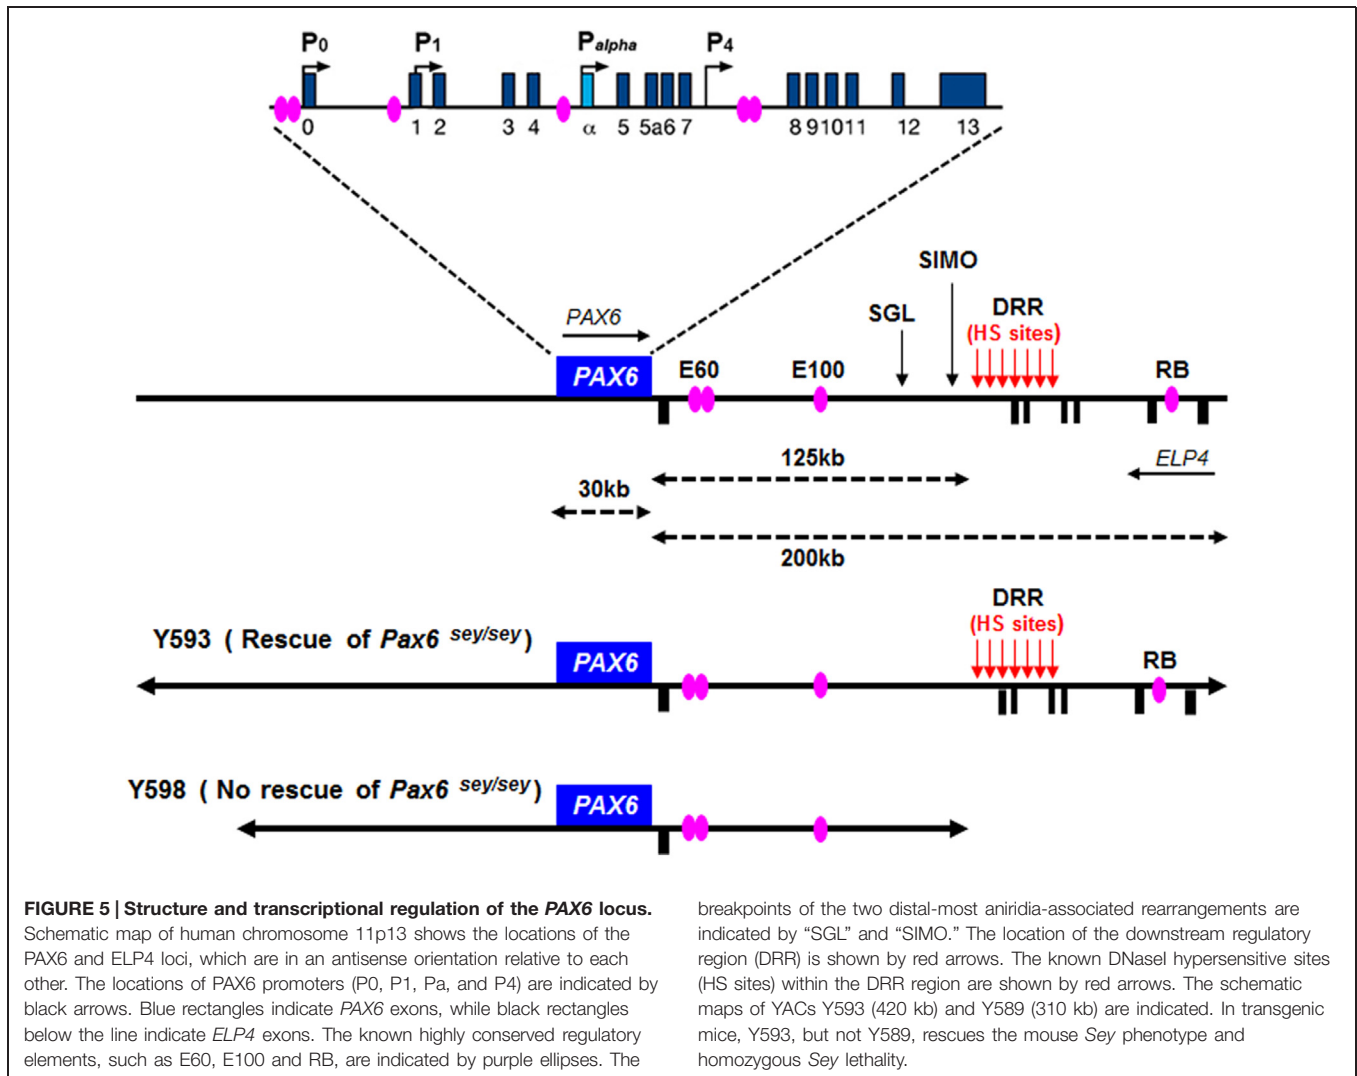 P0 P1 Palpha P4
0 1 2 3 4 α 5 5a 6 7 8 9 10 11 12 13
SIMO
SGL
DRR
(HS sites)
PAX6
PAX6
E60
E100
RB
125kb
ELP4
30kb
200kb
DRR
(HS sites)
Y593 ( Rescue of Pax6 sey/sey)
PAX6
RB
Y598 ( No rescue of Pax6 sey/sey)
PAX6
FIGURE 5 | Structure and transcriptional regulation of the PAX6 locus.
Schematic map of human chromosome 11p13 shows the locations of the
PAX6 and ELP4 loci, which are in an antisense orientation relative to each
other. The locations of PAX6 promoters (P0, P1, Pa, and P4) are indicated by
black arrows. Blue rectangles indicate PAX6 exons, while black rectangles
below the line indicate ELP4 exons. The known highly conserved regulatory
elements, such as E60, E100 and RB, are indicated by purple ellipses. The
breakpoints of the two distal-most aniridia-associated rearrangements are
indicated by “SGL” and “SIMO.” The location of the downstream regulatory
region (DRR) is shown by red arrows. The known DNaseI hypersensitive sites
(HS sites) within the DRR region are shown by red arrows. The schematic
maps of YACs Y593 (420 kb) and Y589 (310 kb) are indicated. In transgenic
mice, Y593, but not Y589, rescues the mouse Sey phenotype and
homozygous Sey lethality.